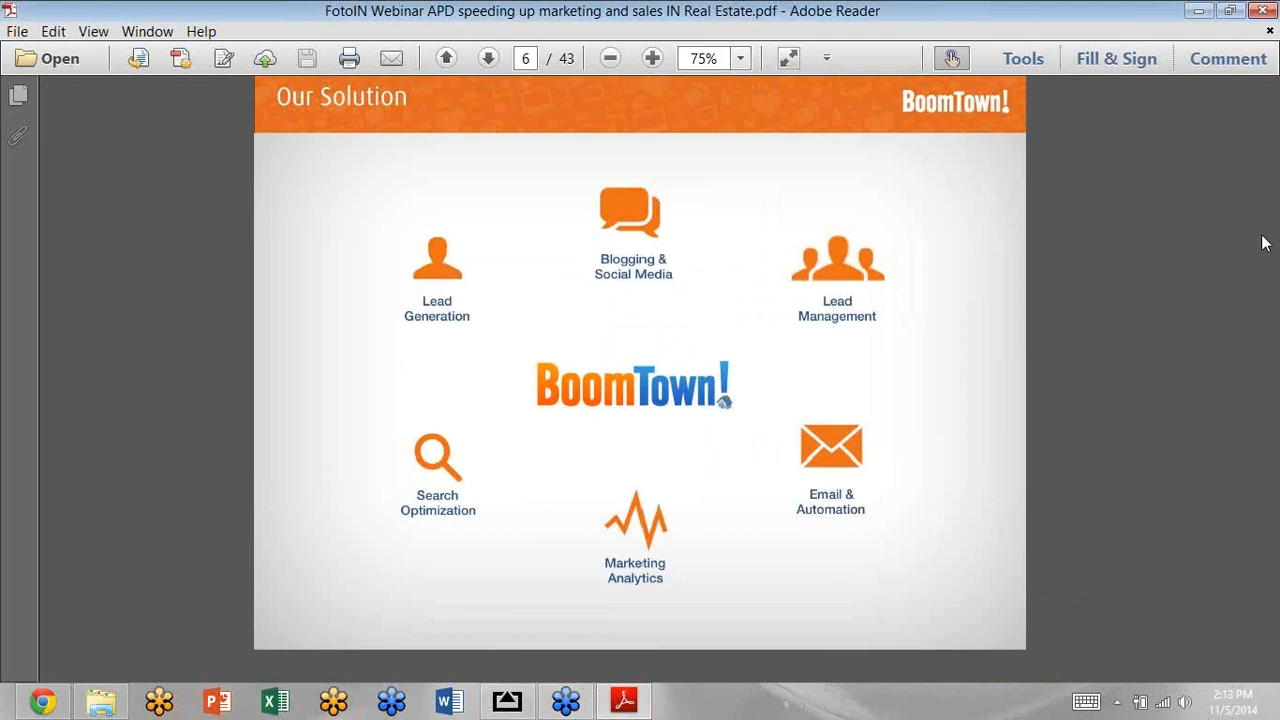 FotoIN Webinar APD speeding up marketing and sales IN Real Estate.pdf - Adobe Reader
File Edit View Window Help
Open 6 / 43 75% Tools Fill & Sign Comment
Our Solution
BoomTown!
Blogging &
Social Media
Lead
Generation
Lead
Management
BoomTown!
Search
Optimization
Email &
Automation
Marketing
Analytics
2:13 PM
11/5/2014